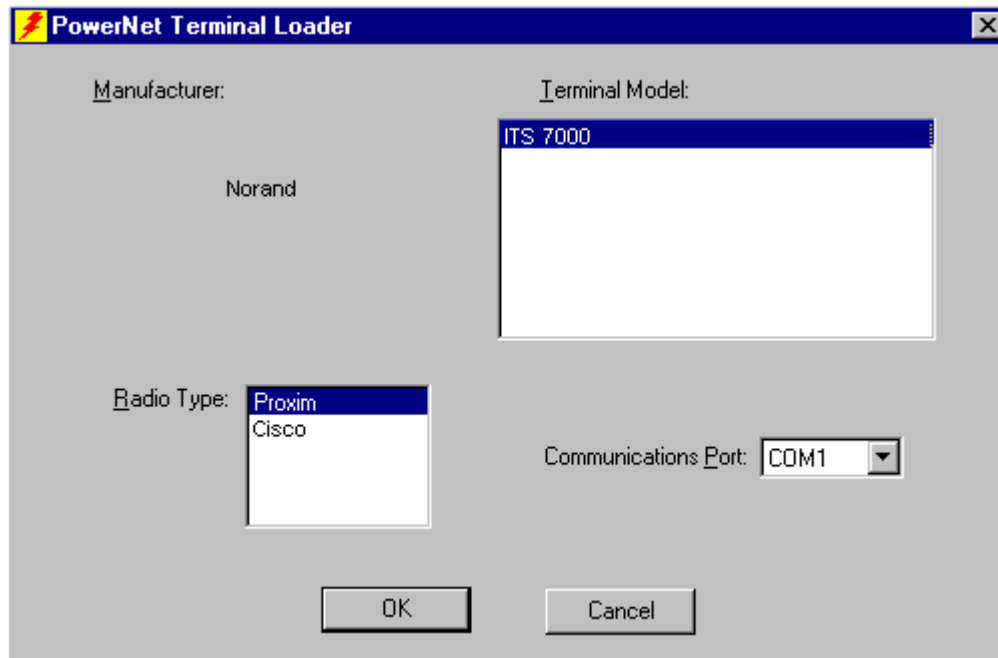 PowerNet Terminal Loader
Manufacturer:
Terminal Model:
ITS 7000
Norand
Radio Type:
Proxim
Cisco
Communications Port:
COM1
OK
Cancel